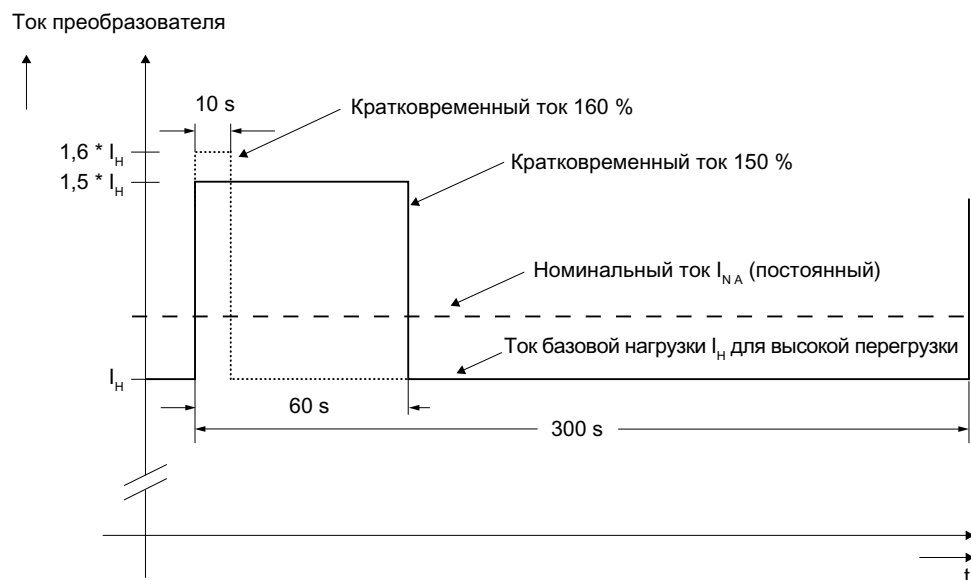 Ток преобразователя
10 s
Кратковременный ток 160 %
1,6 * I_H
Кратковременный ток 150 %
1,5 * I_H
Номинальный ток I_N A (постоянный)
Ток базовой нагрузки I_H для высокой перегрузки
I_H
60 s
300 s
t